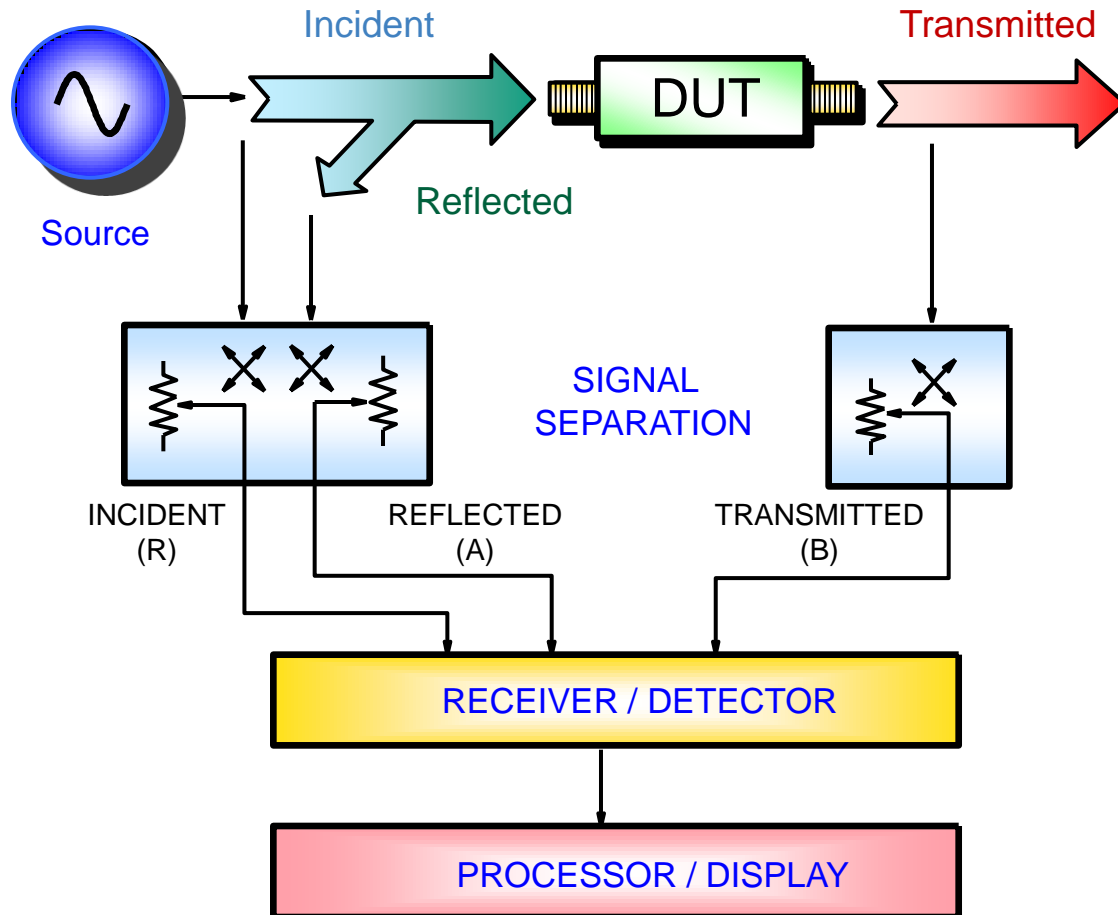 Incident
Transmitted
DUT
Reflected
Source
SIGNAL
SEPARATION
INCIDENT
(R)
REFLECTED
(A)
TRANSMITTED
(B)
RECEIVER / DETECTOR
PROCESSOR / DISPLAY